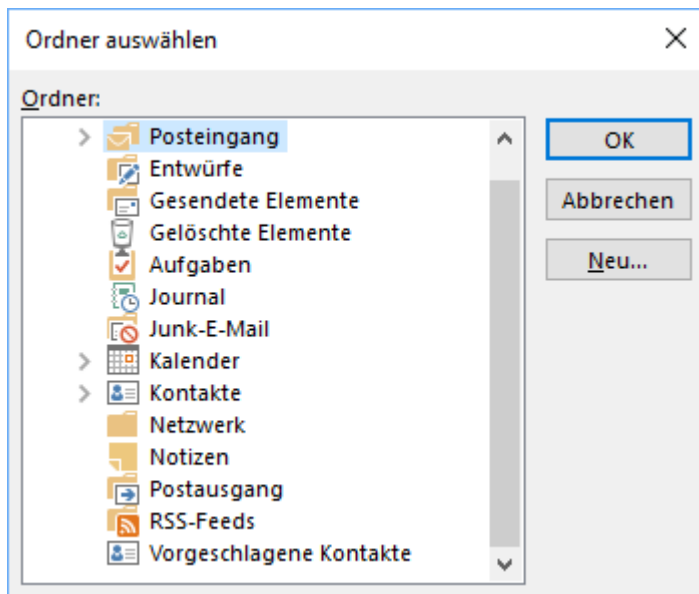 Ordner auswählen
Ordner:
Posteingang
Entwürfe
Gesendete Elemente
Gelöschte Elemente
Aufgaben
Journal
Junk-E-Mail
Kalender
Kontakte
Netzwerk
Notizen
Postausgang
RSS-Feeds
Vorgeschlagene Kontakte
OK
Abbrechen
Neu...